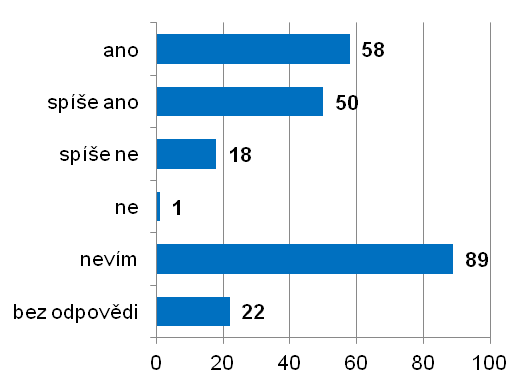 ano 58
spíše ano 50
spíše ne 18
ne 1
nevím 89
bez odpovědi 22
0 20 40 60 80 100